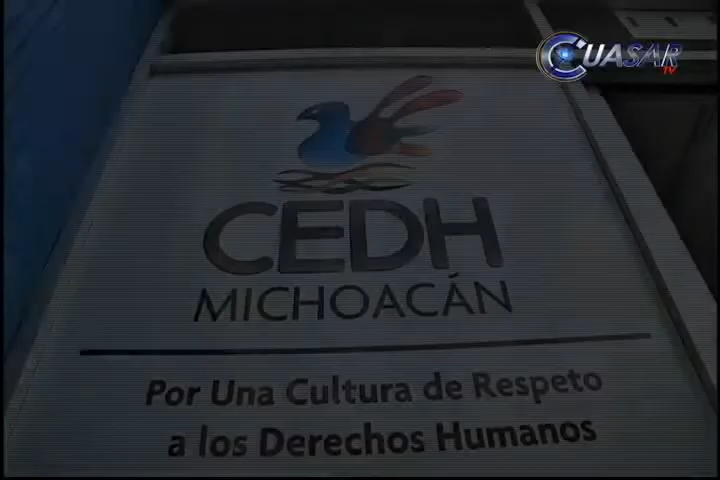 CUASAR
TV
CEDH
MICHOACÁN
Por Una Cultura de Respeto
a los Derechos Humanos